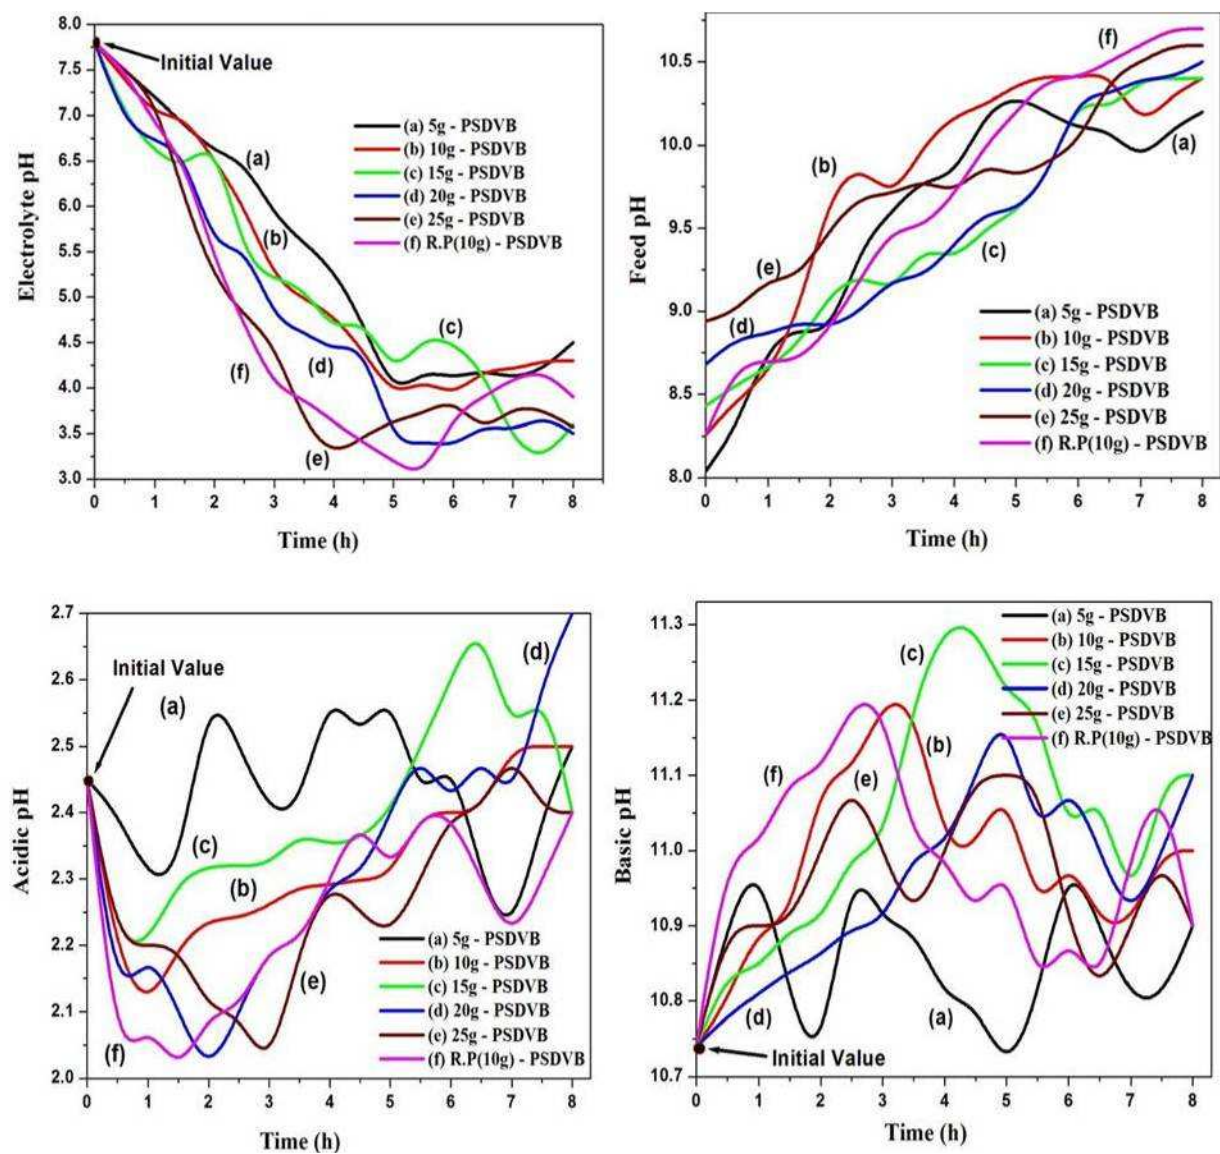 8.0
7.5
7.0
6.5
6.0
5.5
5.0
4.5
4.0
3.5
3.0
Electrolyte pH
Initial Value
(a) 5g - PSDVB
(b) 10g - PSDVB
(c) 15g - PSDVB
(d) 20g - PSDVB
(e) 25g - PSDVB
(f) R.P(10g) - PSDVB
(a)
(b)
(c)
(d)
(f)
(e)
0 1 2 3 4 5 6 7 8
Time (h)
10.5
10.0
9.5
9.0
8.5
8.0
Feed pH
(f)
(a)
(b)
(e)
(c)
(d)
(a) 5g - PSDVB
(b) 10g - PSDVB
(c) 15g - PSDVB
(d) 20g - PSDVB
(e) 25g - PSDVB
(f) R.P(10g) - PSDVB
0 1 2 3 4 5 6 7 8
Time (h)
2.7
2.6
2.5
2.4
2.3
2.2
2.1
2.0
Acidic pH
Initial Value
(d)
(a)
(c)
(b)
(e)
(f)
(a) 5g - PSDVB
(b) 10g - PSDVB
(c) 15g - PSDVB
(d) 20g - PSDVB
(e) 25g - PSDVB
(f) R.P(10g) - PSDVB
0 1 2 3 4 5 6 7 8
Time (h)
11.3
11.2
11.1
11.0
10.9
10.8
10.7
Basic pH
(a) 5g - PSDVB
(b) 10g - PSDVB
(c) 15g - PSDVB
(d) 20g - PSDVB
(e) 25g - PSDVB
(f) R.P(10g) - PSDVB
(c)
(b)
(f)
(e)
(d)
(a)
Initial Value
0 1 2 3 4 5 6 7 8
Time (h)